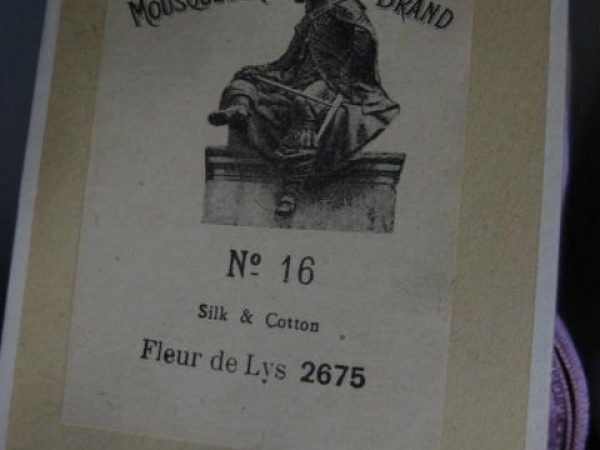 BRAND
No 16
Silk & Cotton
Fleur de Lys 2675